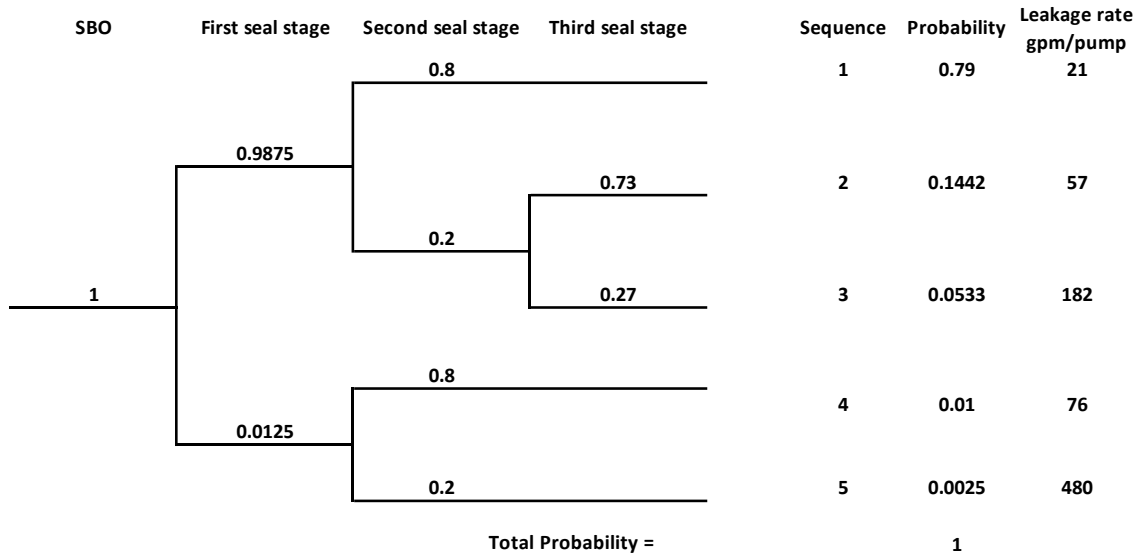 SBO First seal stage Second seal stage Third seal stage Sequence Probability Leakage rate
gpm/pump
0.8 1 0.79 21
0.9875
0.73 2 0.1442 57
0.2
1 0.27 3 0.0533 182
0.8
4 0.01 76
0.0125
0.2 5 0.0025 480
Total Probability = 1